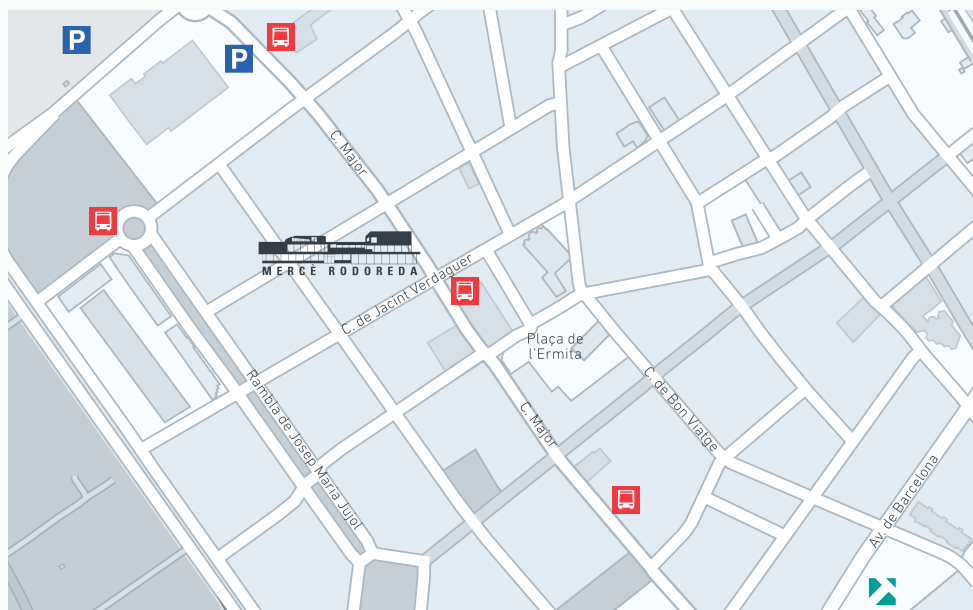 P
P
C. Major
MERCÈ RODOREDA
C. de Jacint Verdaguer
Plaça de
l'Ermita
Rambla de Josep Maria Jujol
C. Major
C. de Bon Viatge
Av. de Barcelona